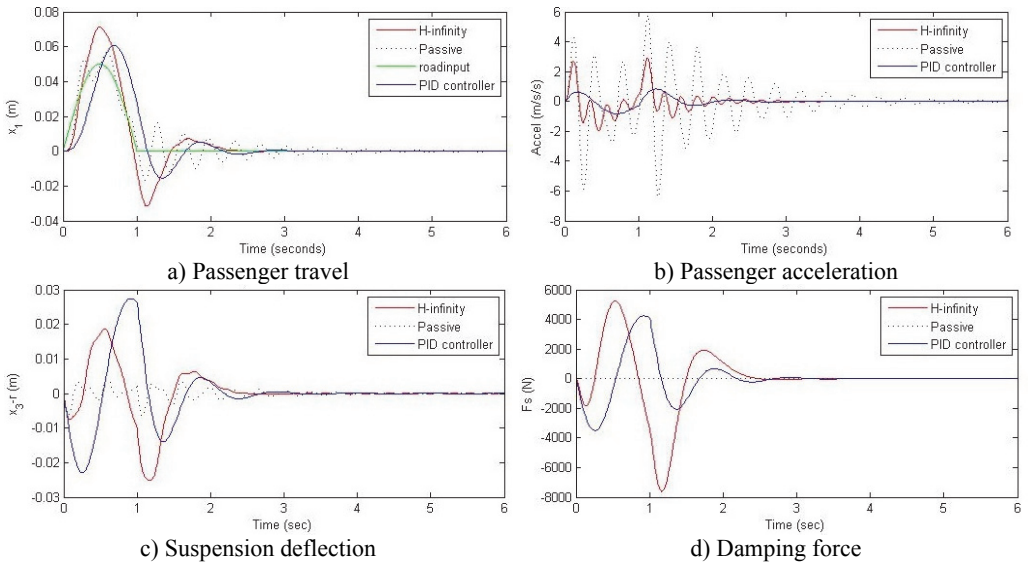 0.08
0.06
0.04
0.02
0
-0.02
-0.04
x1 (m)
H-infinity
Passive
roadinput
PID controller
0 1 2 3 4 5 6
Time (seconds)
a) Passenger travel
6
4
2
0
-2
-4
-6
-8
Accel (m/s/s)
H-infinity
Passive
PID controller
0 1 2 3 4 5 6
Time (seconds)
b) Passenger acceleration
0.03
0.02
0.01
0
-0.01
-0.02
-0.03
x3-r (m)
H-infinity
Passive
PID controller
0 1 2 3 4 5 6
Time (sec)
c) Suspension deflection
6000
4000
2000
0
-2000
-4000
-6000
-8000
Fs (N)
H-infinity
Passive
PID controller
0 1 2 3 4 5 6
Time (sec)
d) Damping force